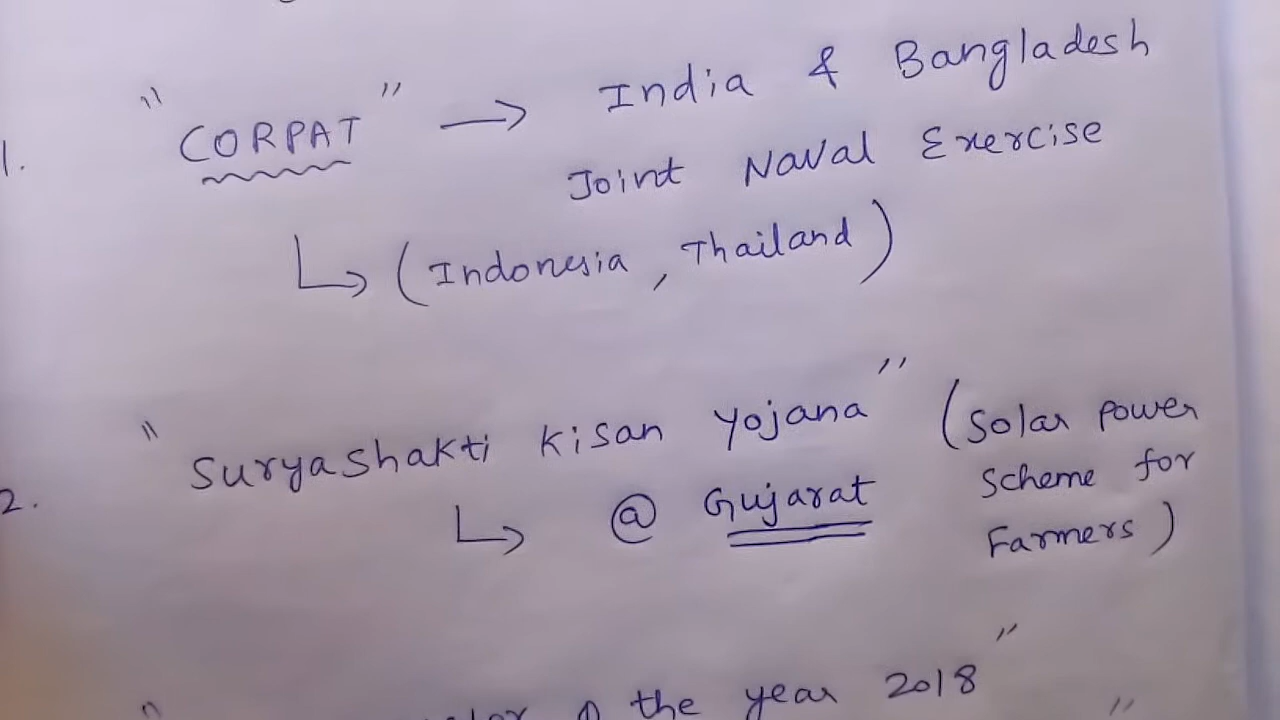 1. "CORPAT" → India & Bangladesh
Joint Naval Exercise
↳ (Indonesia, Thailand)
2. "Suryashakti Kisan Yojana" (Solar Power
↳ @ Gujarat Scheme for
Farmers)
the year 2018"